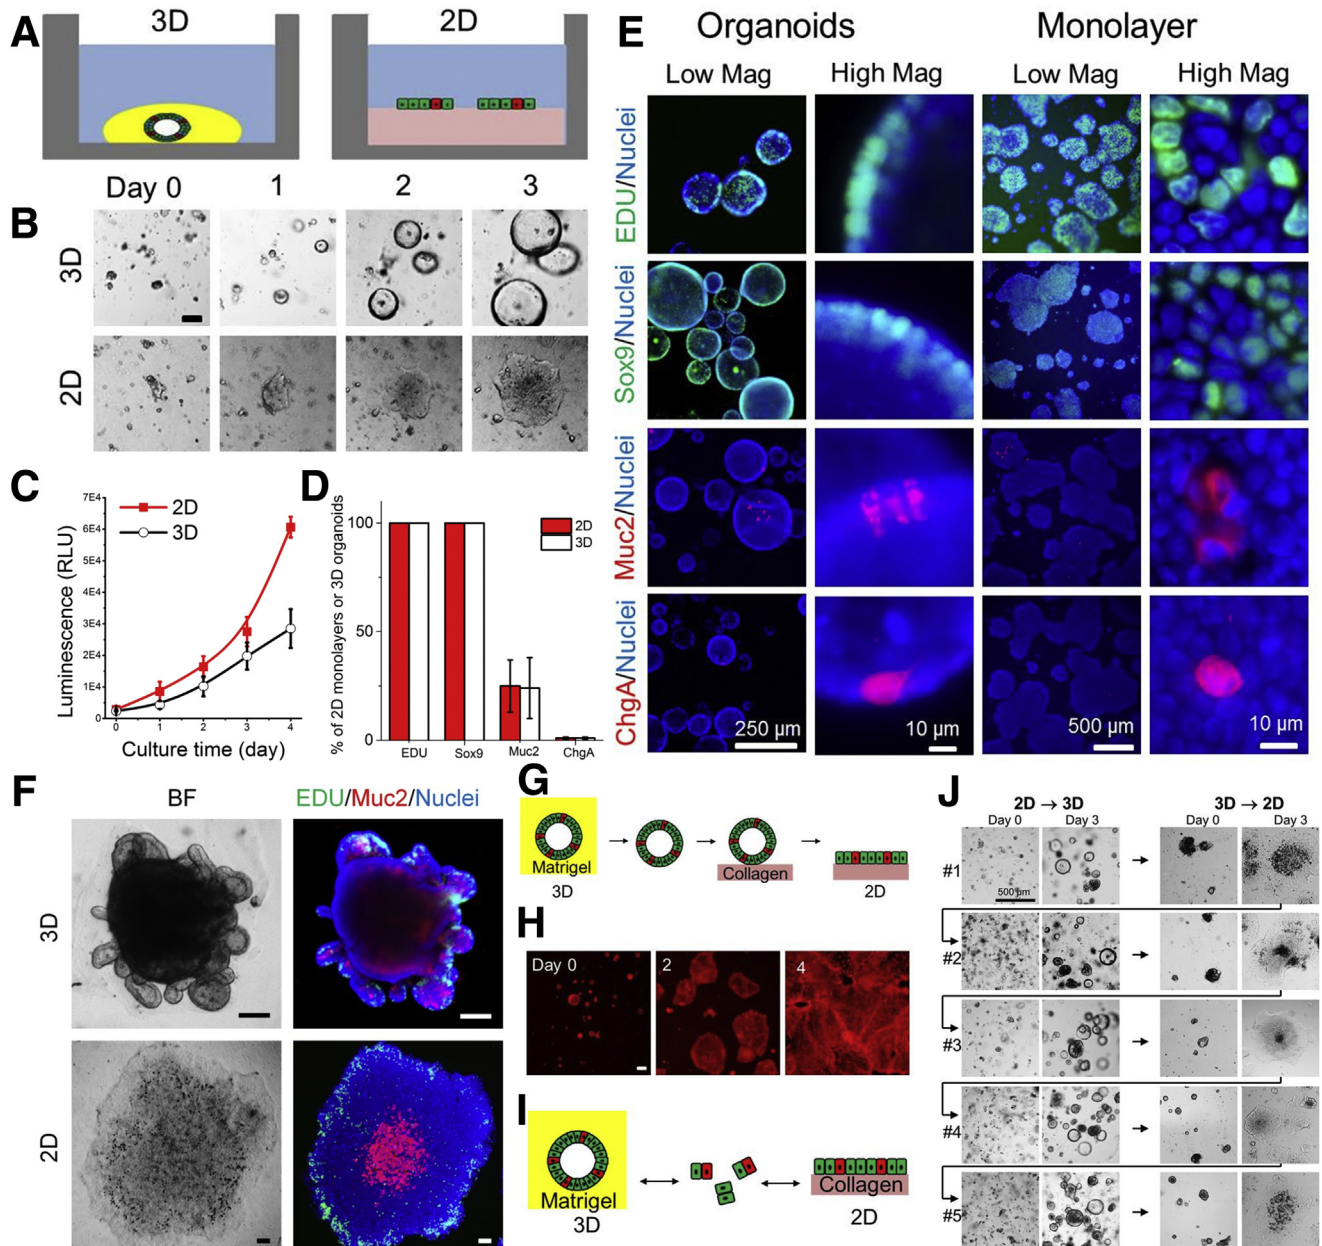 A
3D
2D
B
Day 0
1
2
3
3D
2D
C
2D
3D
Luminescence (RLU)
7E4
6E4
5E4
4E4
3E4
2E4
1E4
0
0
1
2
3
4
Culture time (day)
D
% of 2D monolayers or 3D organoids
100
50
0
2D
3D
EDU
Sox9
Muc2
ChgA
E
Organoids
Monolayer
Low Mag
High Mag
Low Mag
High Mag
EDU/Nuclei
Sox9/Nuclei
Muc2/Nuclei
ChgA/Nuclei
250 µm
10 µm
500 µm
10 µm
F
BF
EDU/Muc2/Nuclei
3D
2D
G
Matrigel
3D
Collagen
2D
H
Day 0
2
4
I
Matrigel
3D
Collagen
2D
J
2D → 3D
3D → 2D
Day 0
Day 3
Day 0
Day 3
#1
500 µm
#2
#3
#4
#5